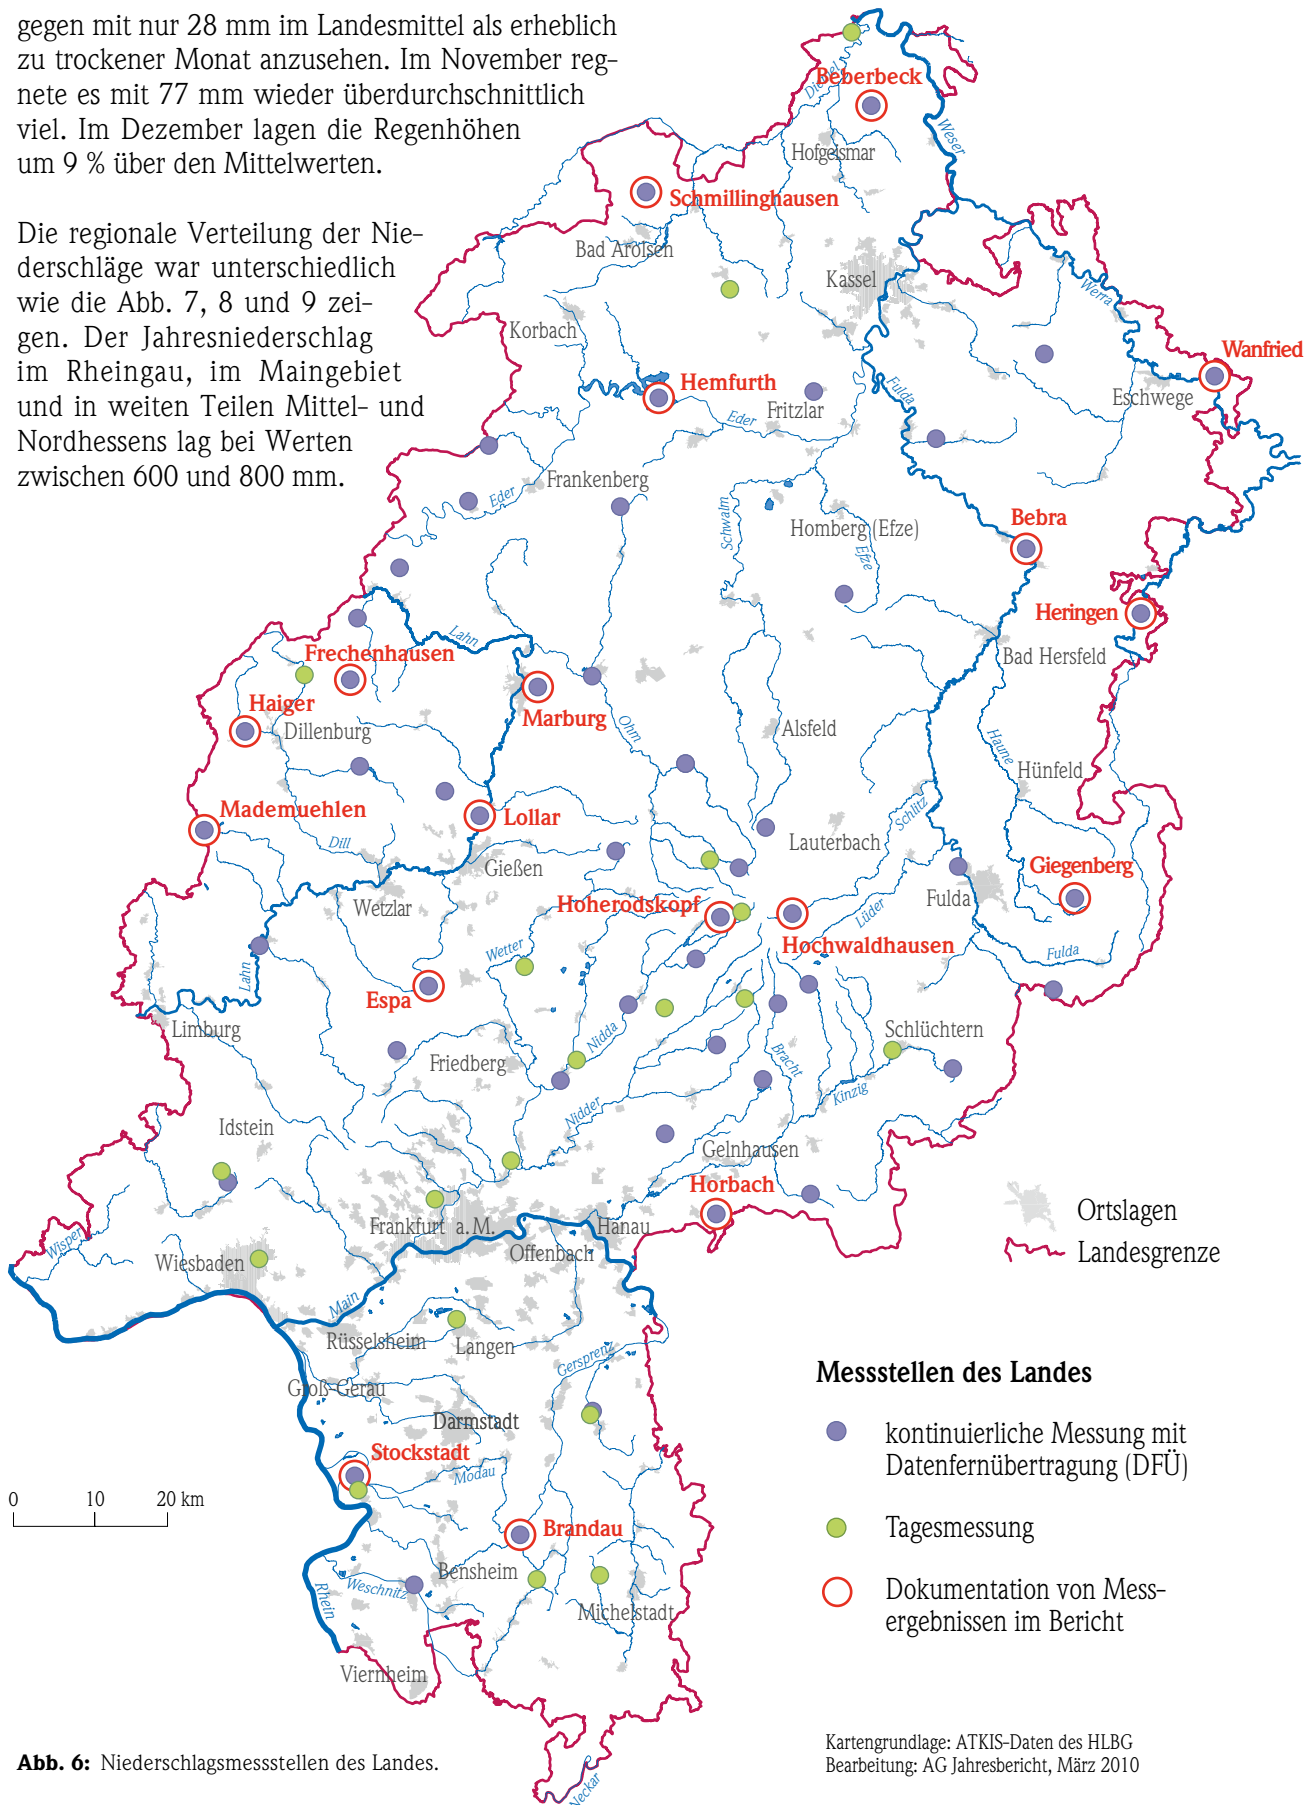 gegen mit nur 28 mm im Landesmittel als erheblich
zu trockener Monat anzusehen. Im November reg-
nete es mit 77 mm wieder überdurchschnittlich
viel. Im Dezember lagen die Regenhöhen
um 9 % über den Mittelwerten.
Die regionale Verteilung der Nie-
derschläge war unterschiedlich
wie die Abb. 7, 8 und 9 zei-
gen. Der Jahresniederschlag
im Rheingau, im Maingebiet
und in weiten Teilen Mittel- und
Nordhessens lag bei Werten
zwischen 600 und 800 mm.
Diemel
Beberbeck
Weser
Hofgeismar
Schmillinghausen
Bad Arolsen
Kassel
Werra
Korbach
Wanfried
Hemfurth
Fulda
Eschwege
Fritzlar
Eder
Frankenberg
Eder
Schwalm
Homberg (Efze)
Efze
Bebra
Heringen
Lahn
Bad Hersfeld
Frechenhausen
Haiger
Marburg
Dillenburg
Ohm
Alsfeld
Haune
Hünfeld
Mademuehlen
Lollar
Schlitz
Dill
Lauterbach
Gießen
Giegenberg
Wetzlar
Hoherodskopf
Fulda
Lüder
Hochwaldhausen
Wetter
Fulda
Lahn
Espa
Limburg
Schlüchtern
Nidda
Friedberg
Bracht
Kinzig
Nidder
Idstein
Gelnhausen
Horbach
Frankfurt a. M.
Hanau
Offenbach
Wisper
Wiesbaden
Main
Rüsselsheim
Langen
Gersprenz
Groß-Gerau
Darmstadt
Stockstadt
Modau
Brandau
Bensheim
Weschnitz
Rhein
Michelstadt
Viernheim
Neckar
0 10 20 km
Ortslagen
Landesgrenze
Messstellen des Landes
kontinuierliche Messung mit
Datenfernübertragung (DFÜ)
Tagesmessung
Dokumentation von Mess-
ergebnissen im Bericht
Kartengrundlage: ATKIS-Daten des HLBG
Bearbeitung: AG Jahresbericht, März 2010
Abb. 6: Niederschlagsmessstellen des Landes.